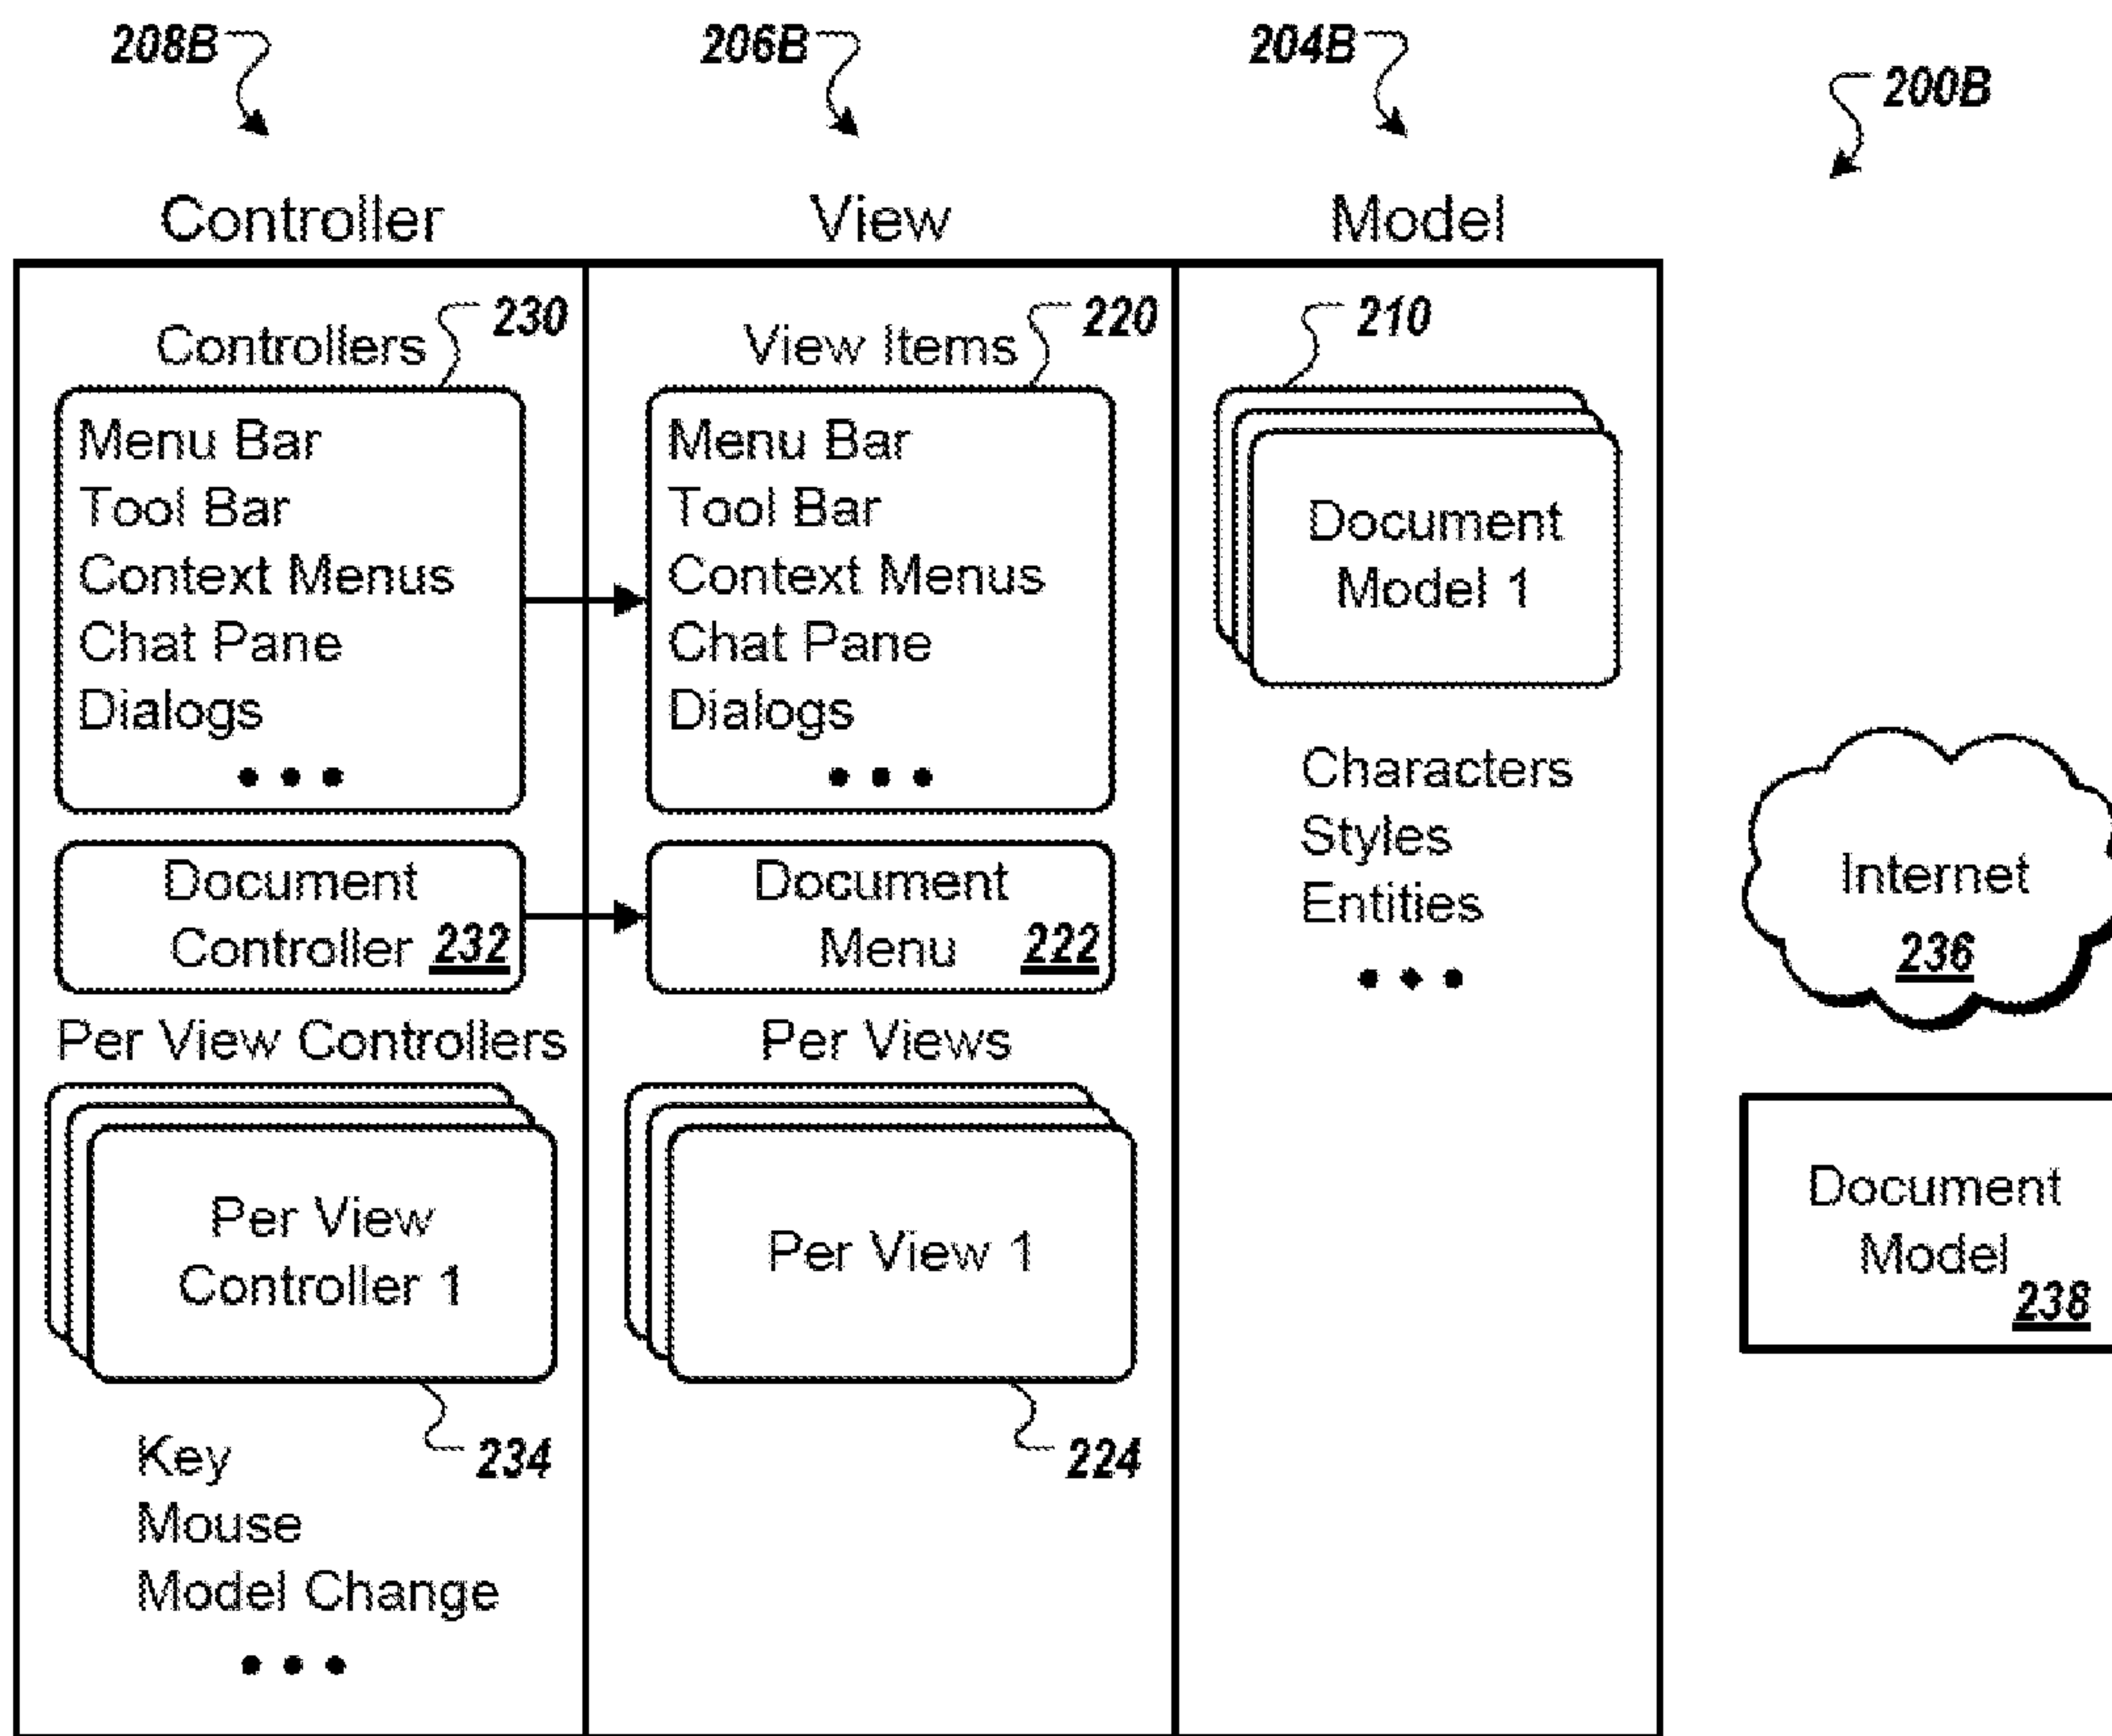 208B
206B
204B
200B
Controller
View
Model
Controllers
230
Menu Bar
Tool Bar
Context Menus
Chat Pane
Dialogs
• • •
Document
Controller 232
Per View Controllers
Per View
Controller 1
234
Key
Mouse
Model Change
• • •
View Items
220
Menu Bar
Tool Bar
Context Menus
Chat Pane
Dialogs
• • •
Document
Menu 222
Per Views
Per View 1
224
210
Document
Model 1
Characters
Styles
Entities
• • •
Internet
236
Document
Model
238